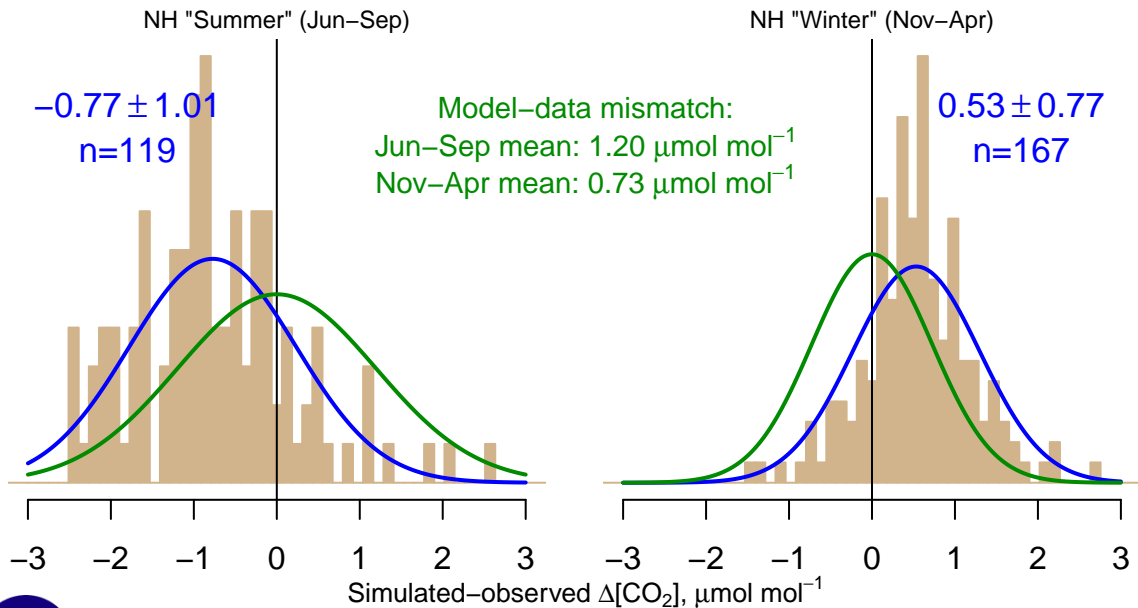 NH "Summer" (Jun−Sep)
NH "Winter" (Nov−Apr)
−0.77 ± 1.01
n=119
Model−data mismatch:
Jun−Sep mean: 1.20 μmol mol⁻¹
Nov−Apr mean: 0.73 μmol mol⁻¹
0.53 ± 0.77
n=167
−3 −2 −1 0 1 2 3
−3 −2 −1 0 1 2 3
Simulated−observed Δ[CO₂], μmol mol⁻¹